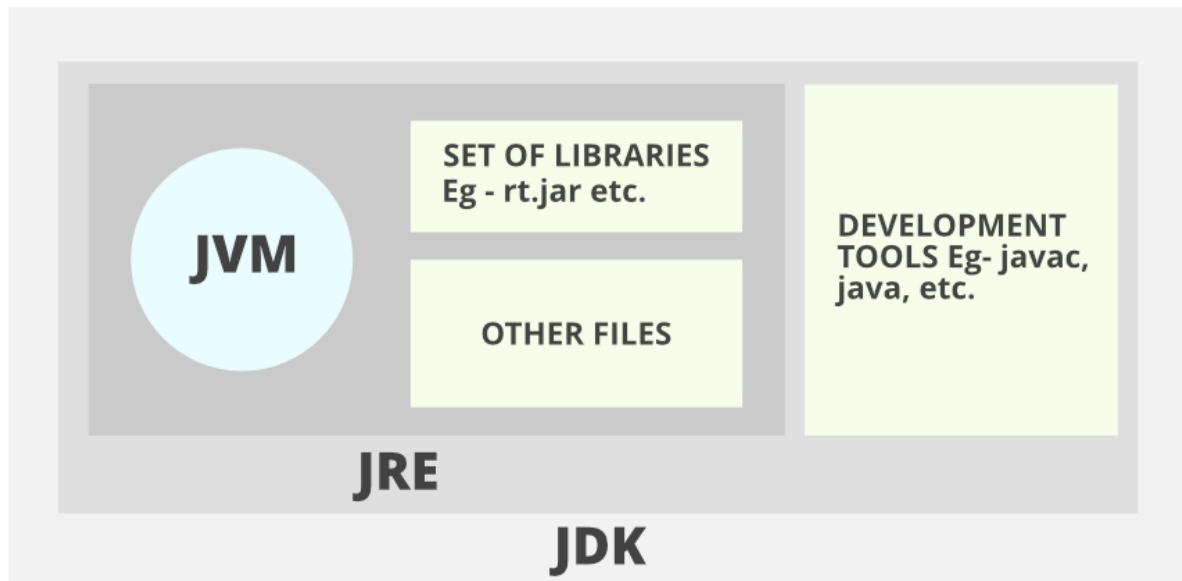 JVM
SET OF LIBRARIES
Eg - rt.jar etc.
OTHER FILES
DEVELOPMENT
TOOLS Eg- javac,
java, etc.
JRE
JDK